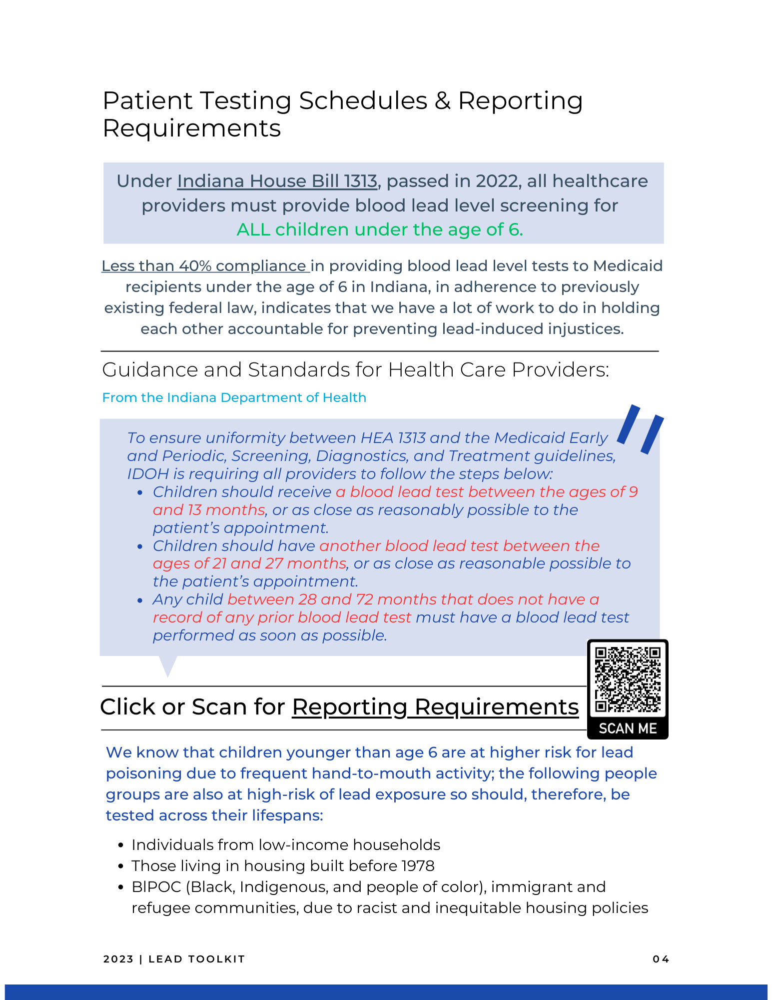 Patient Testing Schedules & Reporting
Requirements
Under Indiana House Bill 1313, passed in 2022, all healthcare
providers must provide blood lead level screening for
ALL children under the age of 6.
Less than 40% compliance in providing blood lead level tests to Medicaid
recipients under the age of 6 in Indiana, in adherence to previously
existing federal law, indicates that we have a lot of work to do in holding
each other accountable for preventing lead-induced injustices.
Guidance and Standards for Health Care Providers:
From the Indiana Department of Health
To ensure uniformity between HEA 1313 and the Medicaid Early
and Periodic, Screening, Diagnostics, and Treatment guidelines,
IDOH is requiring all providers to follow the steps below:
• Children should receive a blood lead test between the ages of 9
and 13 months, or as close as reasonably possible to the
patient’s appointment.
• Children should have another blood lead test between the
ages of 21 and 27 months, or as close as reasonable possible to
the patient’s appointment.
• Any child between 28 and 72 months that does not have a
record of any prior blood lead test must have a blood lead test
performed as soon as possible.
Click or Scan for Reporting Requirements
SCAN ME
We know that children younger than age 6 are at higher risk for lead
poisoning due to frequent hand-to-mouth activity; the following people
groups are also at high-risk of lead exposure so should, therefore, be
tested across their lifespans:
• Individuals from low-income households
• Those living in housing built before 1978
• BlPOC (Black, Indigenous, and people of color), immigrant and
refugee communities, due to racist and inequitable housing policies
2023 | LEAD TOOLKIT
04